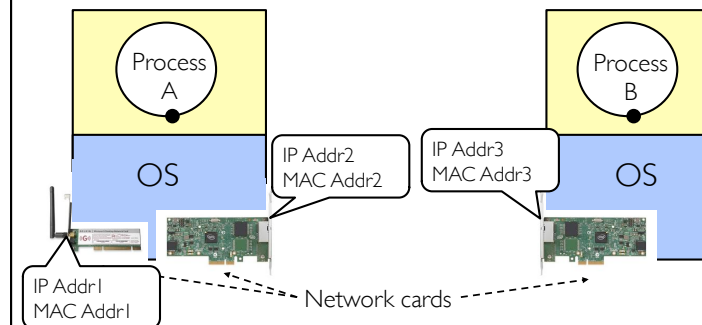 Process
A
Process
B
OS
IP Addr2
MAC Addr2
IP Addr3
MAC Addr3
OS
IP Addr1
MAC Addr1
Network cards